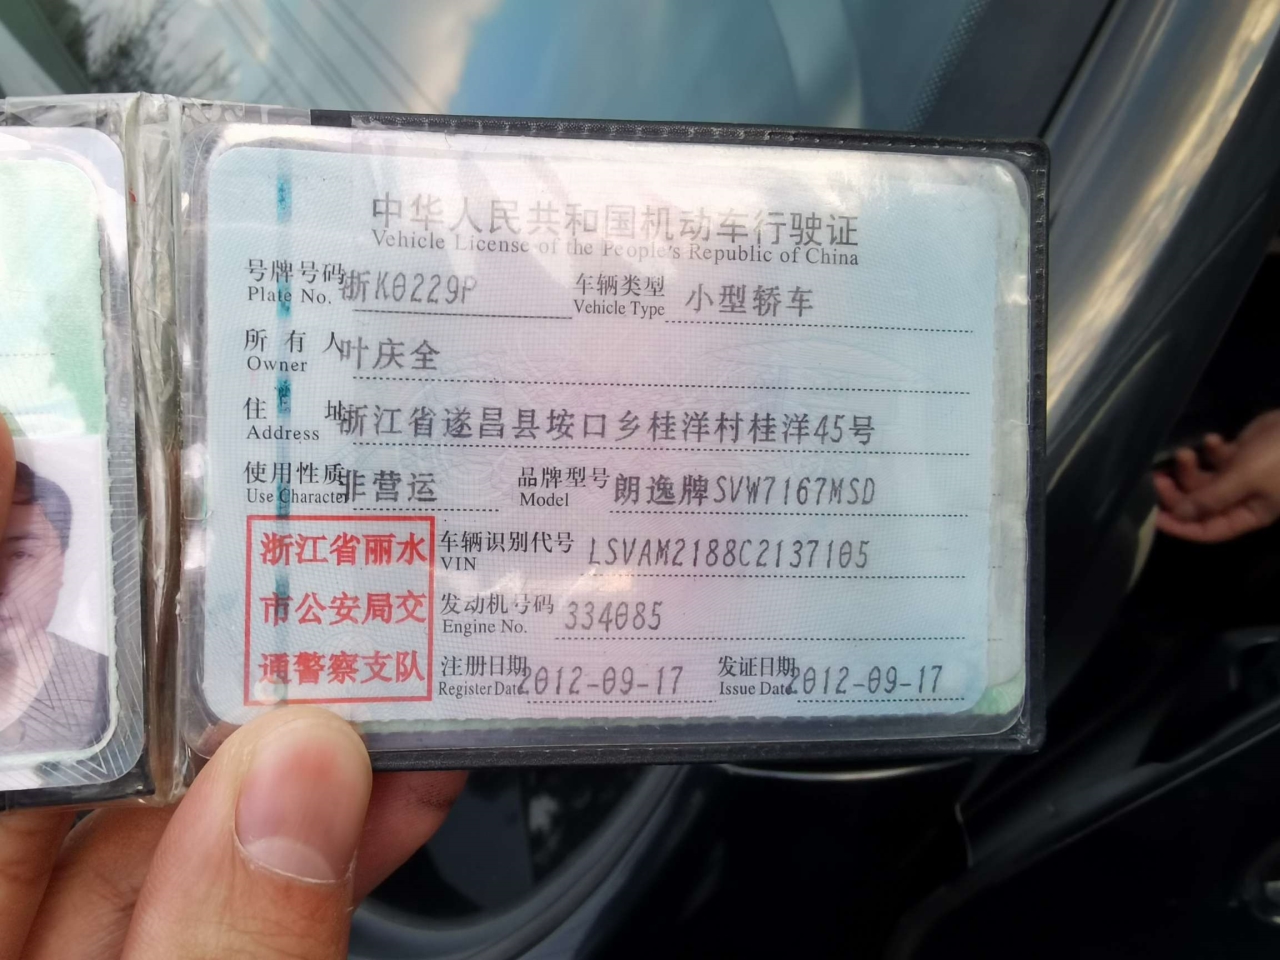 中华人民共和国机动车行驶证
Vehicle License of the People's Republic of China
号牌号码 浙K0229P 车辆类型 小型轿车
Plate No. Vehicle Type
所有人 叶庆全
Owner
住址 浙江省遂昌县垵口乡桂洋村桂洋45号
Address
使用性质 非营运 品牌型号 朗逸牌SVW7167MSD
Use Character Model
浙江省丽水
市公安局交
通警察支队
车辆识别代号 LSVAM2188C2137105
VIN
发动机号码 334085
Engine No.
注册日期 2012-09-17 发证日期 2012-09-17
Register Date Issue Date